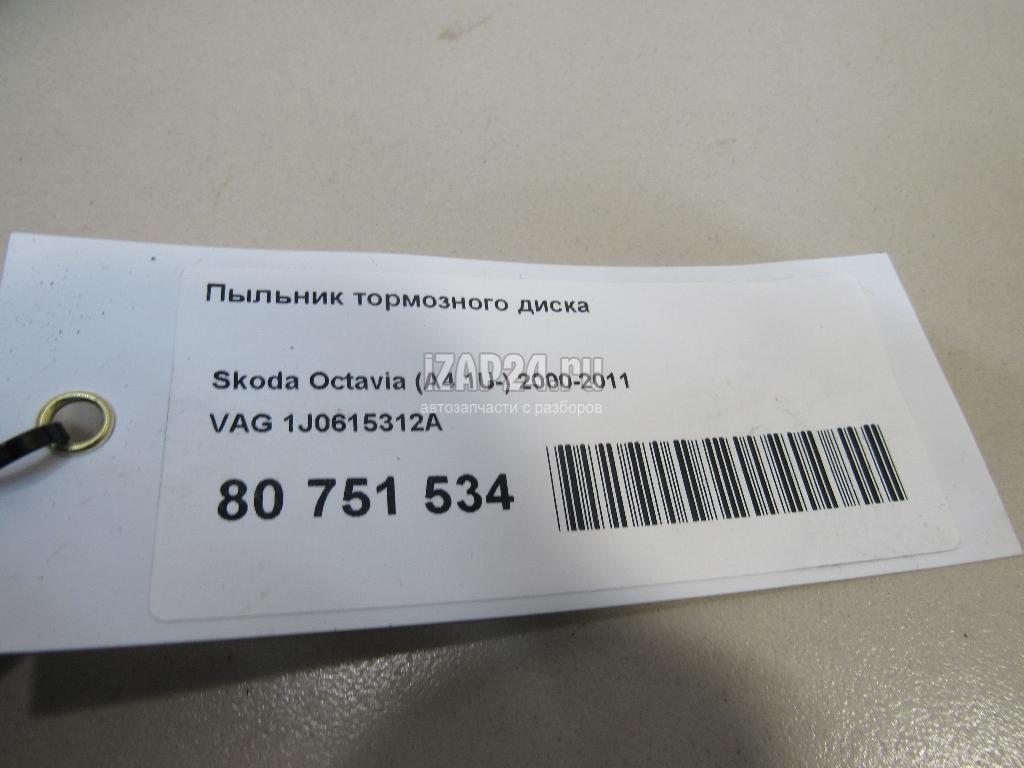 Пыльник тормозного диска
iZAP24.ru
Skoda Octavia (A4 1U-) 2000-2011
автозапчасти с разборов
VAG 1J0615312A
80 751 534